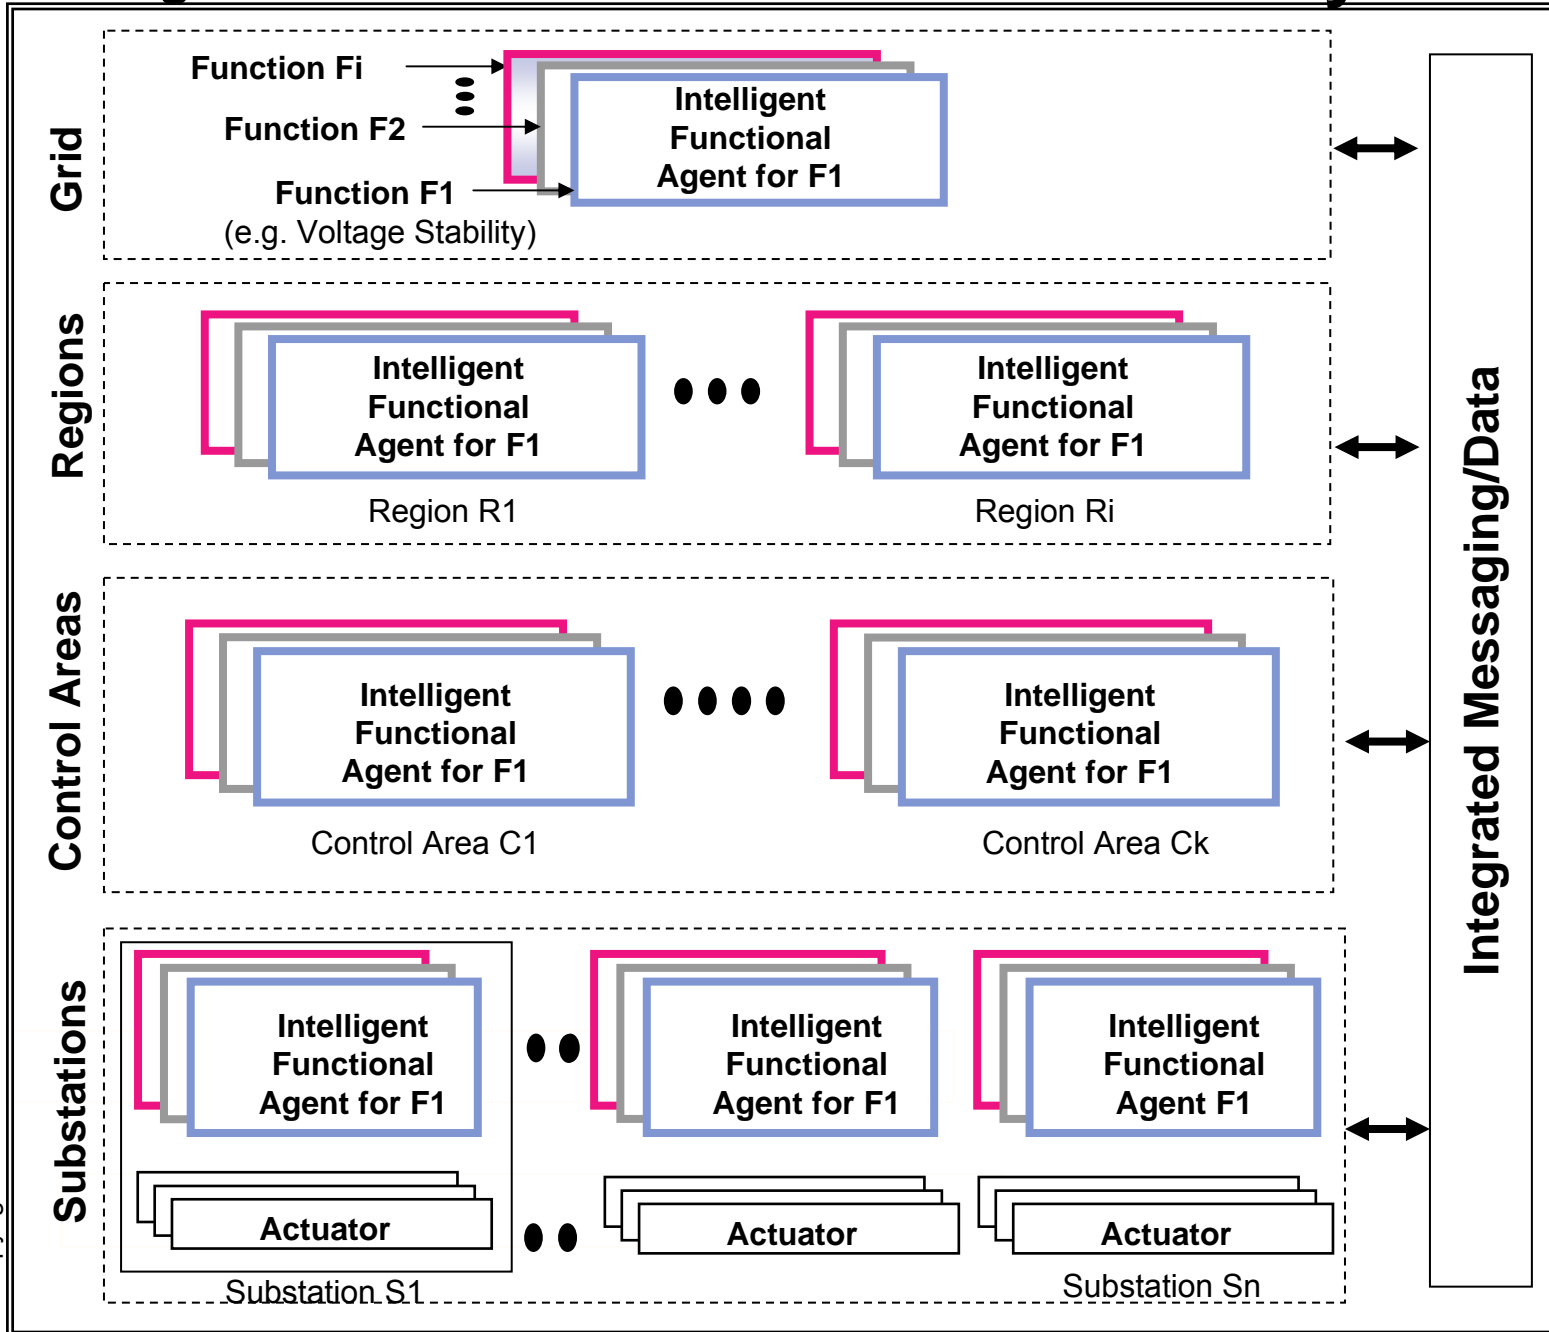 Grid
Function Fi
Function F2
Function F1
(e.g. Voltage Stability)
Intelligent
Functional
Agent for F1
Regions
Intelligent
Functional
Agent for F1
Region R1
Intelligent
Functional
Agent for F1
Region Ri
Control Areas
Intelligent
Functional
Agent for F1
Control Area C1
Intelligent
Functional
Agent for F1
Control Area Ck
Substations
Intelligent
Functional
Agent for F1
Actuator
Substation S1
Intelligent
Functional
Agent for F1
Actuator
Intelligent
Functional
Agent F1
Actuator
Substation Sn
Integrated Messaging/Data